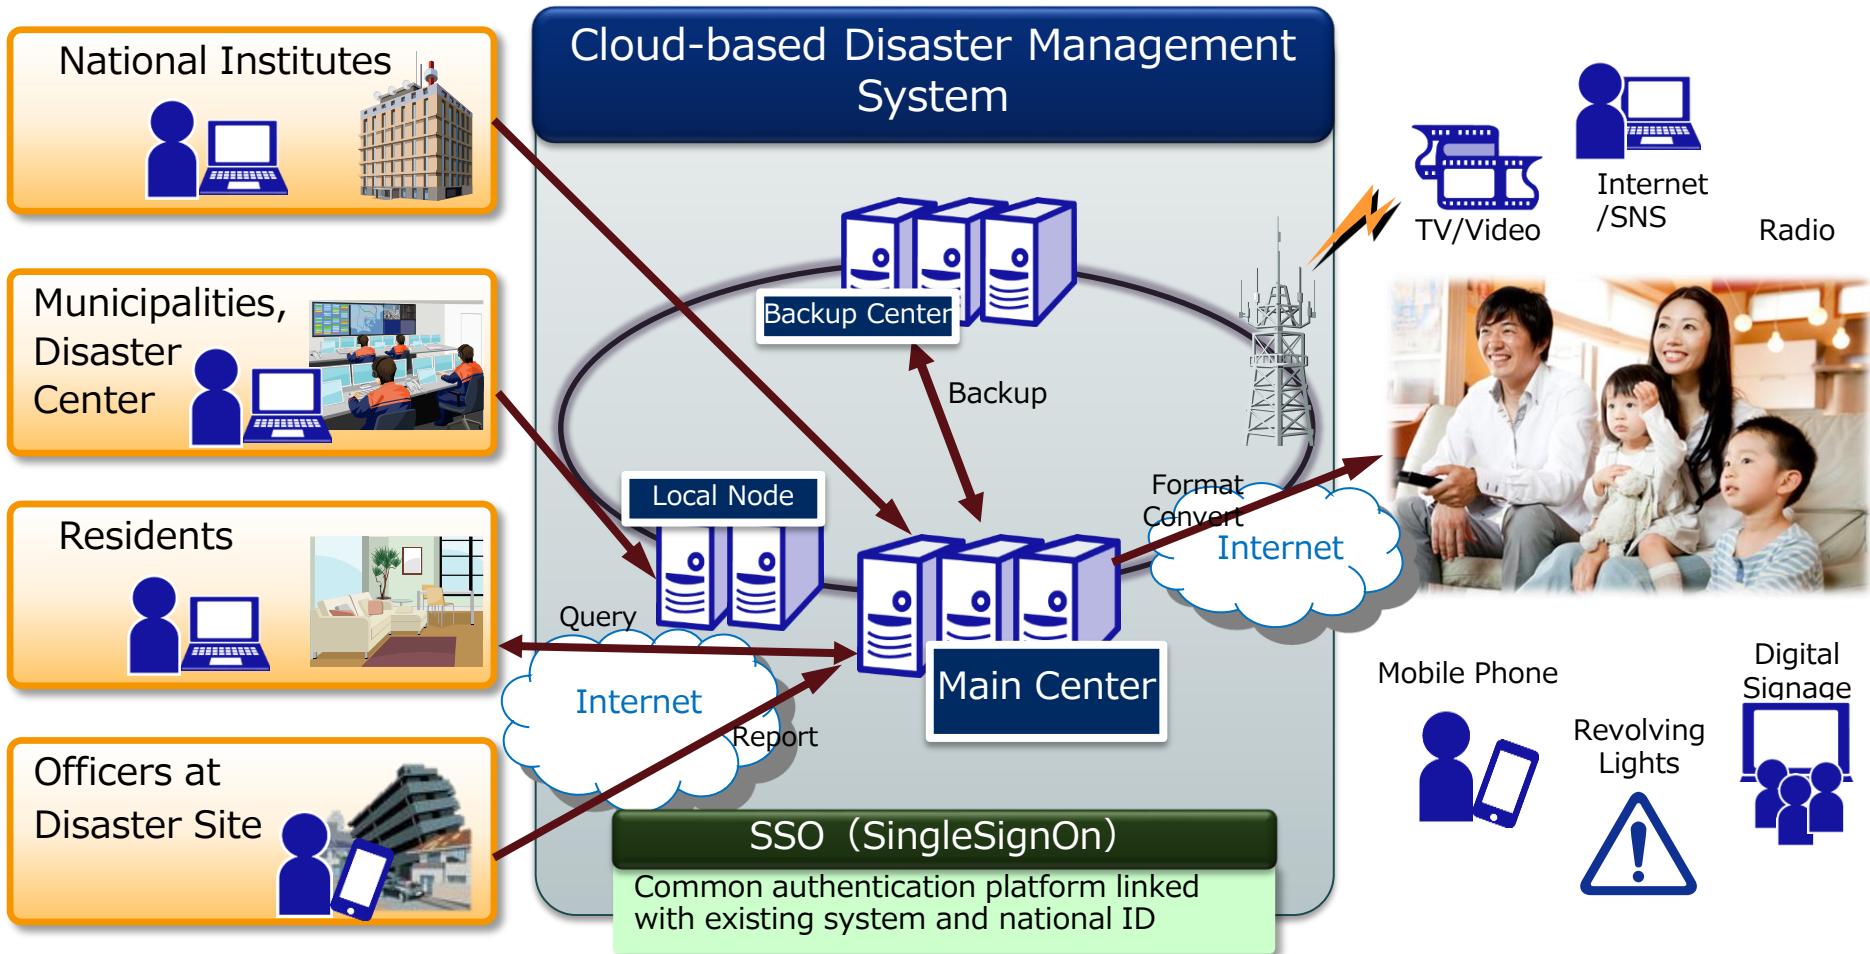 National Institutes
Municipalities,
Disaster
Center
Residents
Officers at
Disaster Site
Cloud-based Disaster Management
System
Backup Center
Backup
Local Node
Format
Convert
Internet
Query
Internet
Report
Main Center
SSO（SingleSignOn）
Common authentication platform linked
with existing system and national ID
TV/Video
Internet
/SNS
Radio
Mobile Phone
Revolving
Lights
Digital
Signage